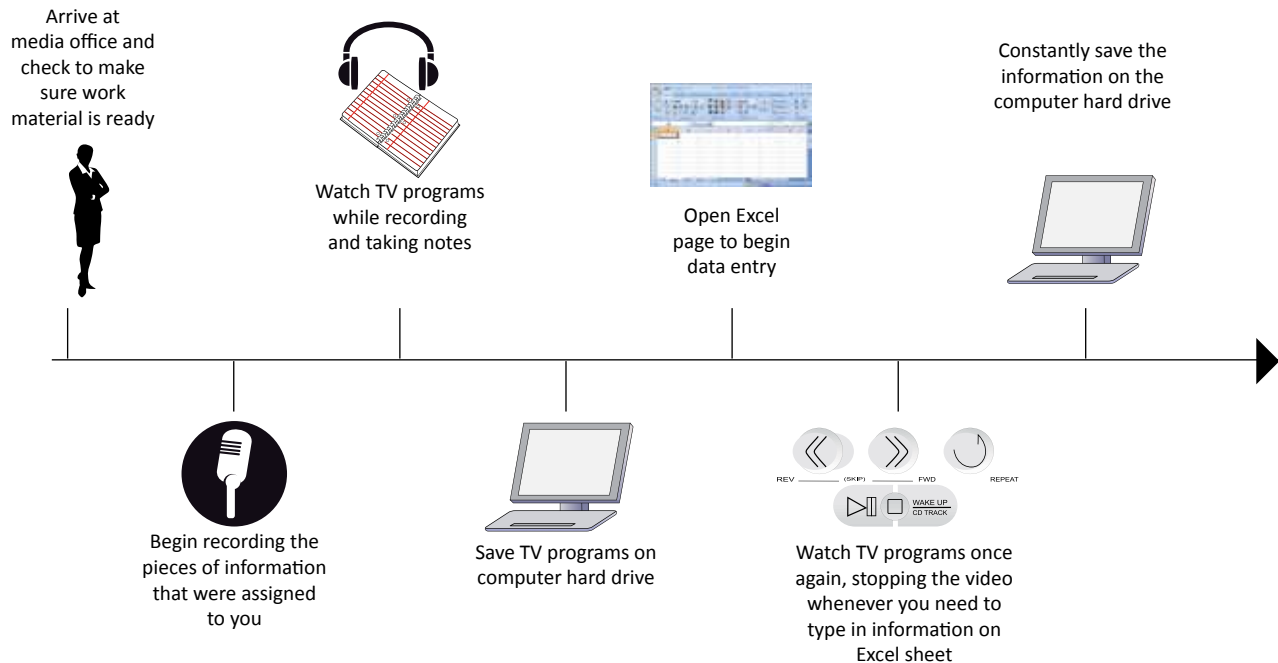 Arrive at
media office and
check to make
sure work
material is ready
Begin recording the
pieces of information
that were assigned
to you
Watch TV programs
while recording
and taking notes
Save TV programs on
computer hard drive
Open Excel
page to begin
data entry
REV
(SKIP)
FWD
REPEAT
WAKE UP
CD TRACK
Watch TV programs once
again, stopping the video
whenever you need to
type in information on
Excel sheet
Constantly save the
information on the
computer hard drive